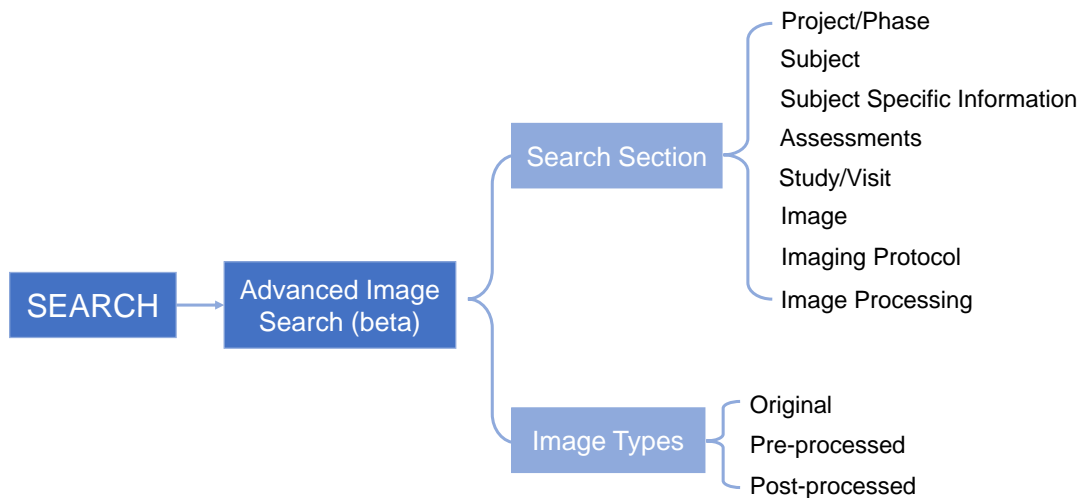 SEARCH
Advanced Image
Search (beta)
Search Section
Project/Phase
Subject
Subject Specific Information
Assessments
Study/Visit
Image
Imaging Protocol
Image Processing
Image Types
Original
Pre-processed
Post-processed